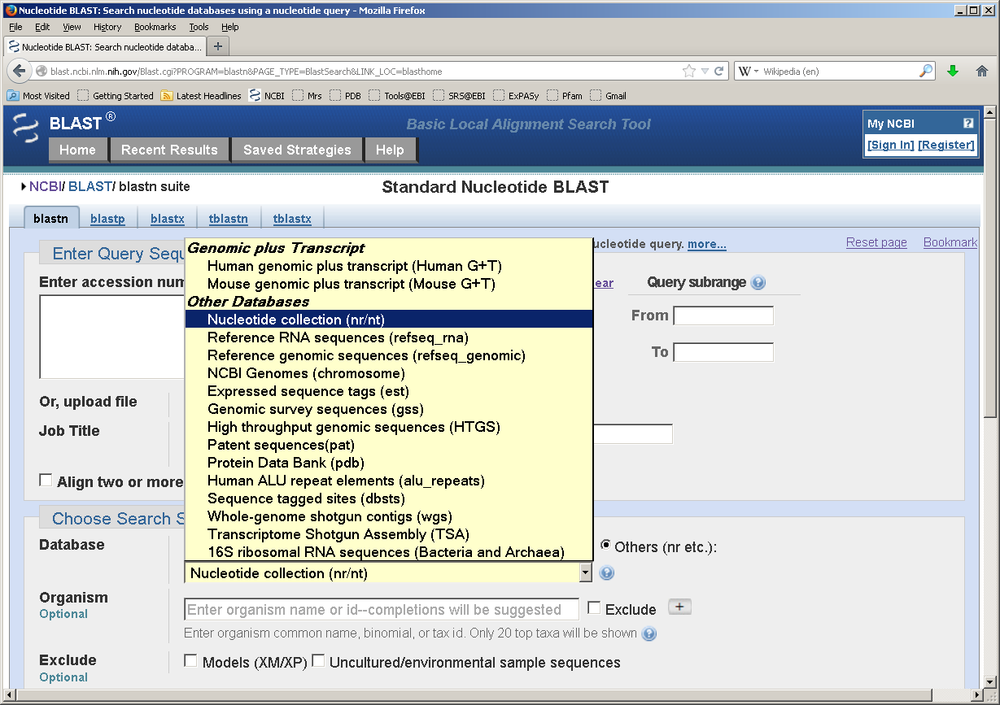 Nucleotide BLAST: Search nucleotide databases using a nucleotide query - Mozilla Firefox
File Edit View History Bookmarks Tools Help
Nucleotide BLAST: Search nucleotide databa...
blast.ncbi.nlm.nih.gov/Blast.cgi?PROGRAM=blastn&PAGE_TYPE=BlastSearch&LINK_LOC=blasthome W Wikipedia (en)
Most Visited Getting Started Latest Headlines NCBI Mrs PDB Tools@EBI SRS@EBI ExPASy Pfam Gmail
BLAST ® Basic Local Alignment Search Tool My NCBI ?
[Sign In] [Register]
Home Recent Results Saved Strategies Help
NCBI/ BLAST/ blastn suite Standard Nucleotide BLAST
blastn blastp blastx tblastn tblastx
ucleotide query. more... Reset page Bookmark
Enter Query Sequ
Enter accession num ear Query subrange ?
From
To
Or, upload file
Job Title
Align two or more
Genomic plus Transcript
Human genomic plus transcript (Human G+T)
Mouse genomic plus transcript (Mouse G+T)
Other Databases
Nucleotide collection (nr/nt)
Reference RNA sequences (refseq_rna)
Reference genomic sequences (refseq_genomic)
NCBI Genomes (chromosome)
Expressed sequence tags (est)
Genomic survey sequences (gss)
High throughput genomic sequences (HTGS)
Patent sequences(pat)
Protein Data Bank (pdb)
Human ALU repeat elements (alu_repeats)
Sequence tagged sites (dbsts)
Whole-genome shotgun contigs (wgs)
Transcriptome Shotgun Assembly (TSA)
16S ribosomal RNA sequences (Bacteria and Archaea)
Choose Search S
Database Others (nr etc.):
Nucleotide collection (nr/nt) ?
Organism
Optional
Enter organism name or id--completions will be suggested Exclude +
Enter organism common name, binomial, or tax id. Only 20 top taxa will be shown ?
Exclude
Optional
Models (XM/XP) Uncultured/environmental sample sequences